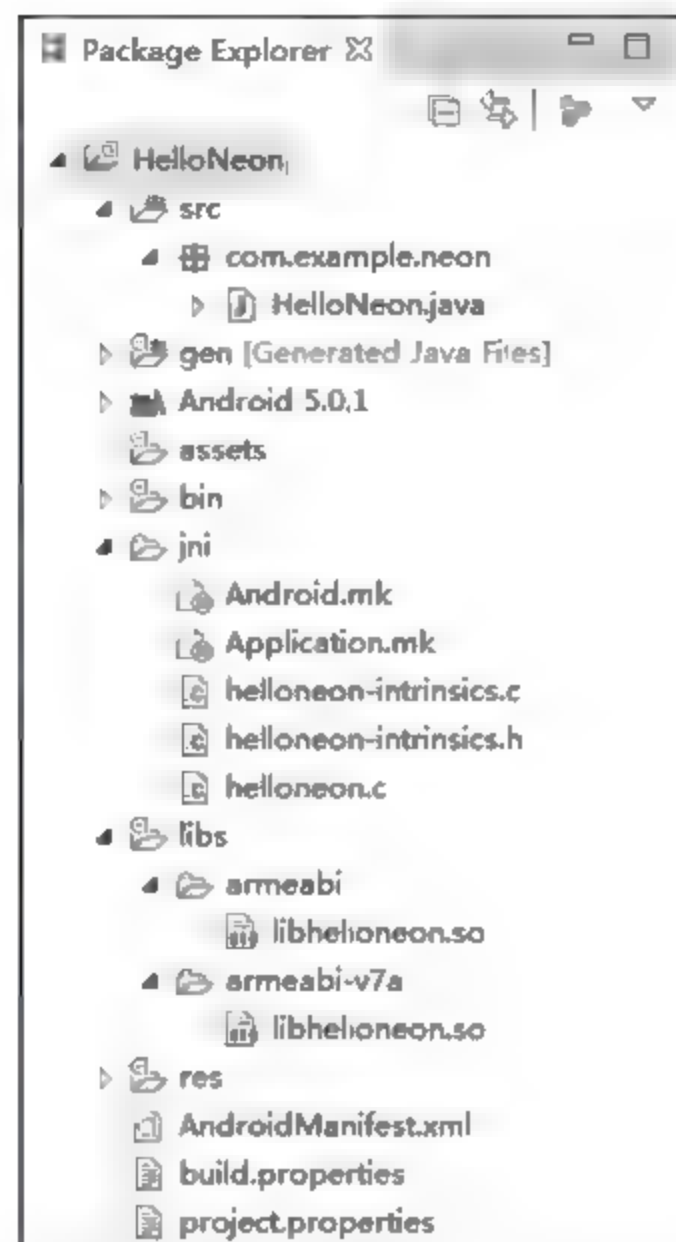 Package Explorer
HelloNeon
src
com.example.neon
HelloNeon.java
gen [Generated Java Files]
Android 5.0.1
assets
bin
jni
Android.mk
Application.mk
helloneon-intrinsics.c
helloneon-intrinsics.h
helloneon.c
libs
armeabi
libhelloneon.so
armeabi-v7a
libhelloneon.so
res
AndroidManifest.xml
build.properties
project.properties